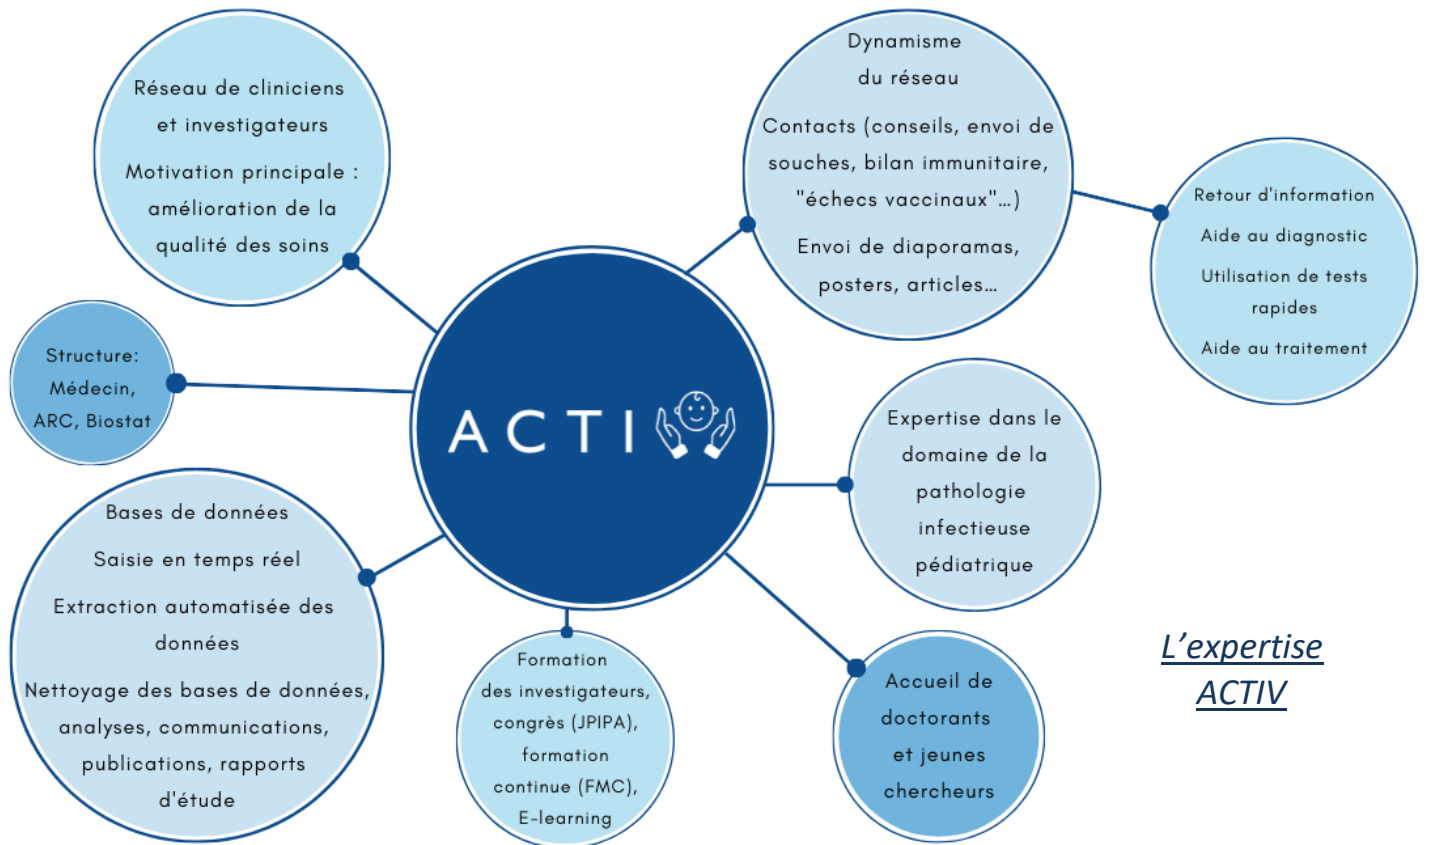 Réseau de cliniciens
et investigateurs
Motivation principale :
amélioration de la
qualité des soins
Dynamisme
du réseau
Contacts (conseils, envoi de
souches, bilan immunitaire,
"échecs vaccinaux"…)
Envoi de diaporamas,
posters, articles…
Retour d'information
Aide au diagnostic
Utilisation de tests
rapides
Aide au traitement
Structure:
Médecin,
ARC, Biostat
ACTI
Expertise dans le
domaine de la
pathologie
infectieuse
pédiatrique
Bases de données
Saisie en temps réel
Extraction automatisée des
données
Nettoyage des bases de données,
analyses, communications,
publications, rapports
d'étude
Formation
des investigateurs,
congrès (JPIPA),
formation
continue (FMC),
E-learning
Accueil de
doctorants
et jeunes
chercheurs
L’expertise
ACTIV